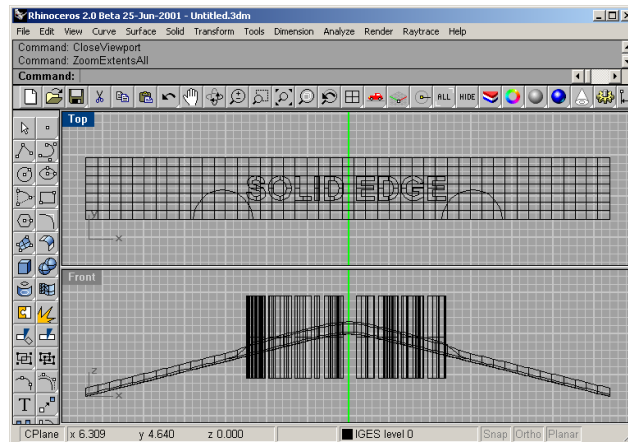 Rhinoceros 2.0 Beta 25-Jun-2001 - Untitled.3dm
File Edit View Curve Surface Solid Transform Tools Dimension Analyze Render Raytrace Help
Command: CloseViewport
Command: ZoomExtentsAll
Command:
ALL HIDE
Top
SOLID EDGE
y
x
Front
z
x
T
CPlane x 6.309 y 4.640 z 0.000 IGES level 0 Snap Ortho Planar